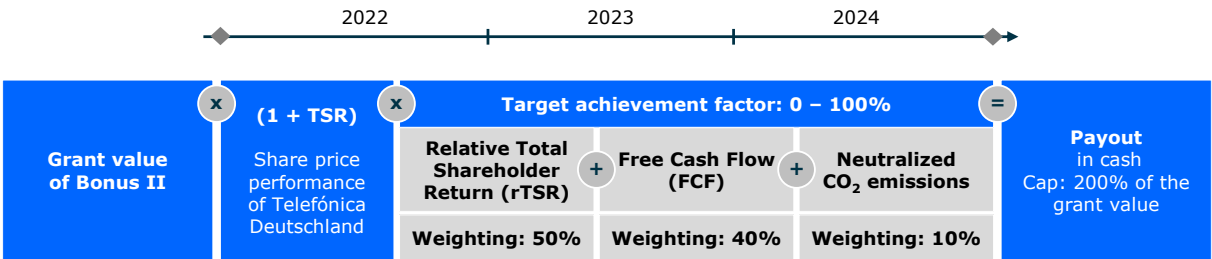 2022
2023
2024
Grant value
of Bonus II
x
(1 + TSR)
Share price
performance
of Telefónica
Deutschland
x
Target achievement factor: 0 – 100%
Relative Total
Shareholder
Return (rTSR)
Weighting: 50%
+
Free Cash Flow
(FCF)
Weighting: 40%
+
Neutralized
CO₂ emissions
Weighting: 10%
=
Payout
in cash
Cap: 200% of the
grant value